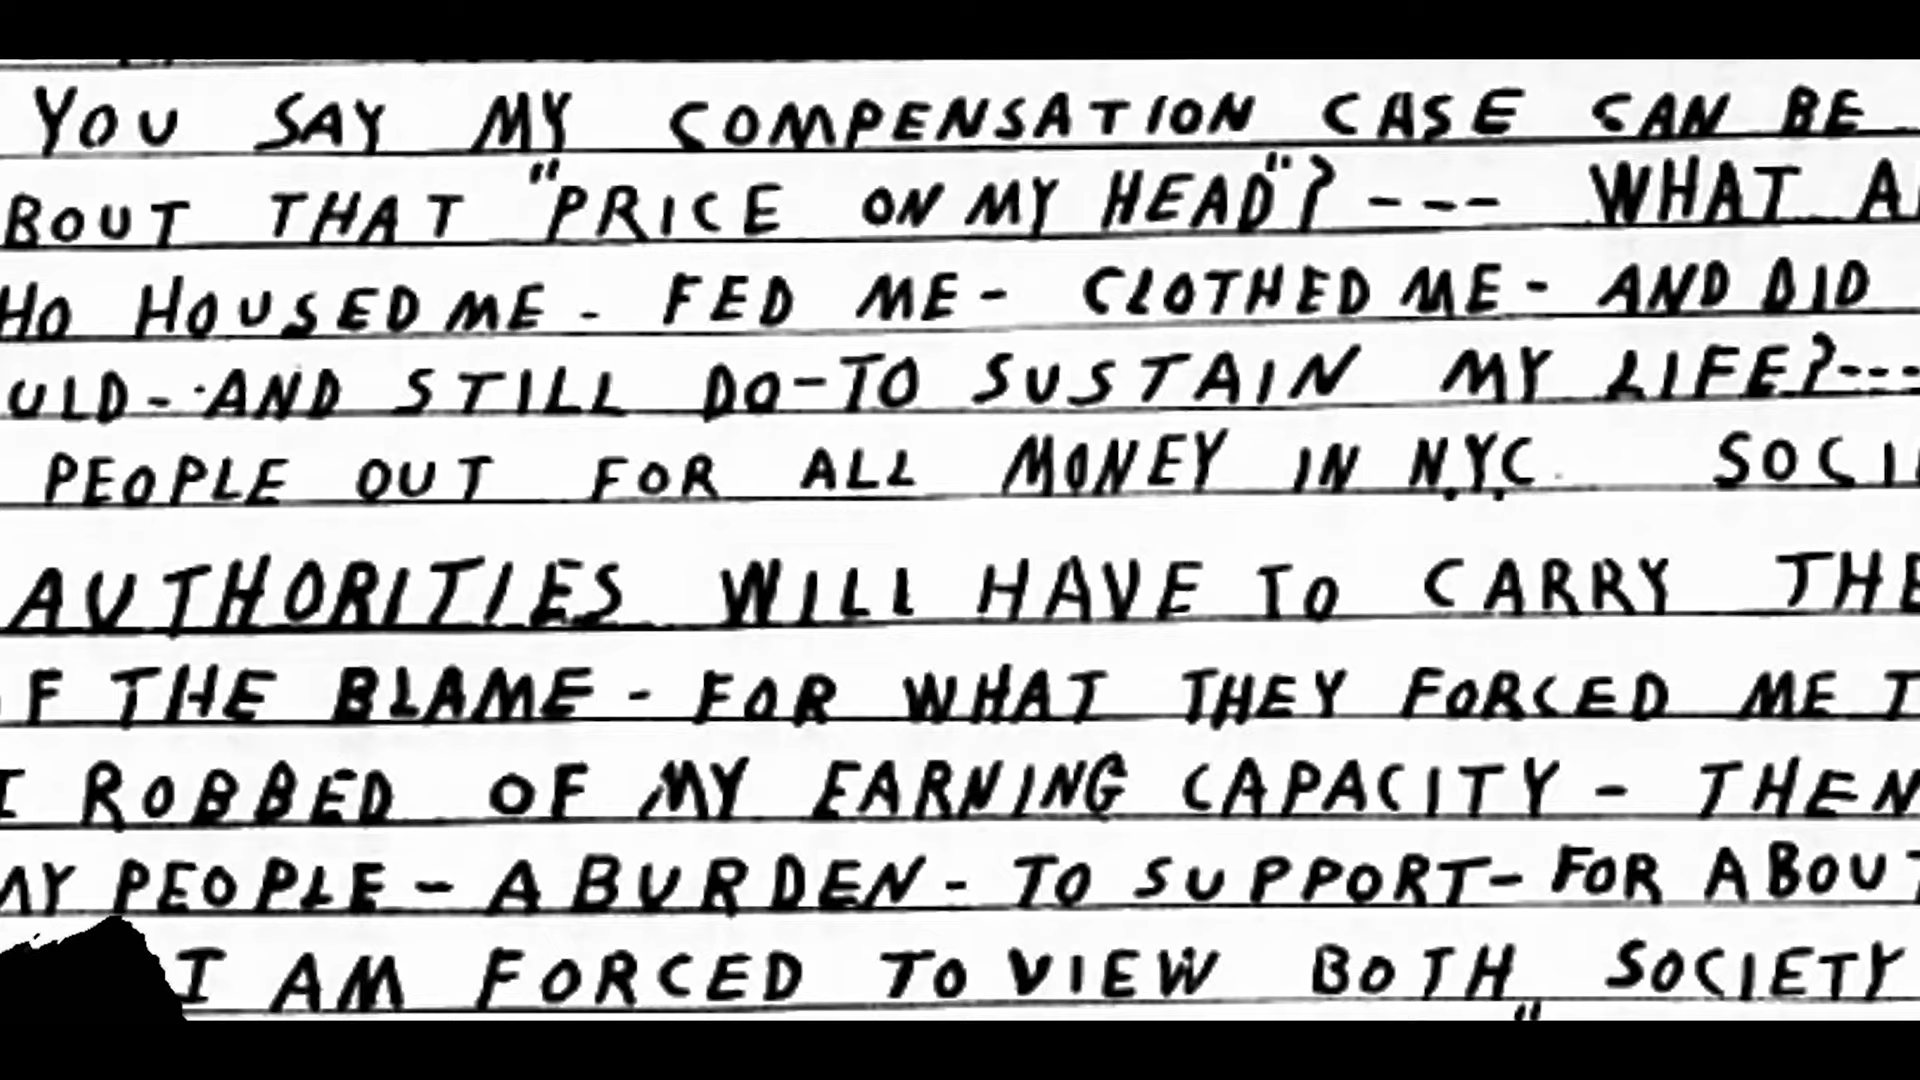 YOU SAY MY COMPENSATION CASE CAN BE
BOUT THAT "PRICE ON MY HEAD"? --- WHAT A
HO HOUSED ME - FED ME - CLOTHED ME - AND DID
ULD - AND STILL DO - TO SUSTAIN MY LIFE? ---
PEOPLE OUT FOR ALL MONEY IN N.Y.C. SOCI
AUTHORITIES WILL HAVE TO CARRY THE
F THE BLAME - FOR WHAT THEY FORCED ME T
I ROBBED OF MY EARNING CAPACITY - THEN
MY PEOPLE - A BURDEN - TO SUPPORT - FOR ABOUT
I AM FORCED TO VIEW BOTH SOCIETY